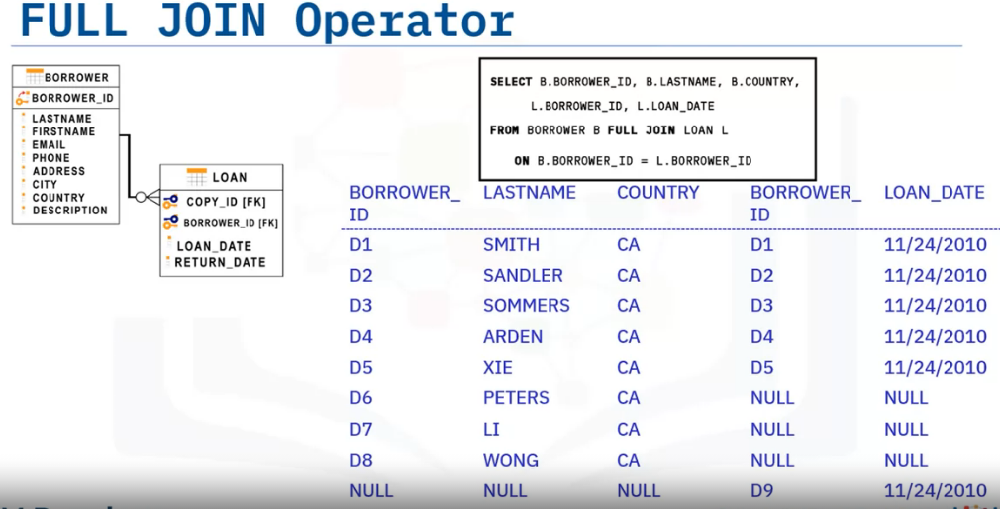 FULL JOIN Operator
BORROWER
BORROWER_ID
LASTNAME
FIRSTNAME
EMAIL
PHONE
ADDRESS
CITY
COUNTRY
DESCRIPTION
LOAN
COPY_ID [FK]
BORROWER_ID [FK]
LOAN_DATE
RETURN_DATE
SELECT B.BORROWER_ID, B.LASTNAME, B.COUNTRY,
L.BORROWER_ID, L.LOAN_DATE
FROM BORROWER B FULL JOIN LOAN L
ON B.BORROWER_ID = L.BORROWER_ID
BORROWER_ LASTNAME COUNTRY BORROWER_ LOAN_DATE
ID ID
D1 SMITH CA D1 11/24/2010
D2 SANDLER CA D2 11/24/2010
D3 SOMMERS CA D3 11/24/2010
D4 ARDEN CA D4 11/24/2010
D5 XIE CA D5 11/24/2010
D6 PETERS CA NULL NULL
D7 LI CA NULL NULL
D8 WONG CA NULL NULL
NULL NULL NULL D9 11/24/2010